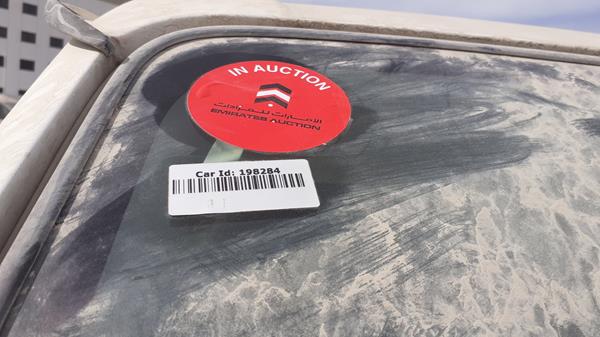 IN AUCTION
الإمارات للمزادات
EMIRATES AUCTION
Car Id: 198284